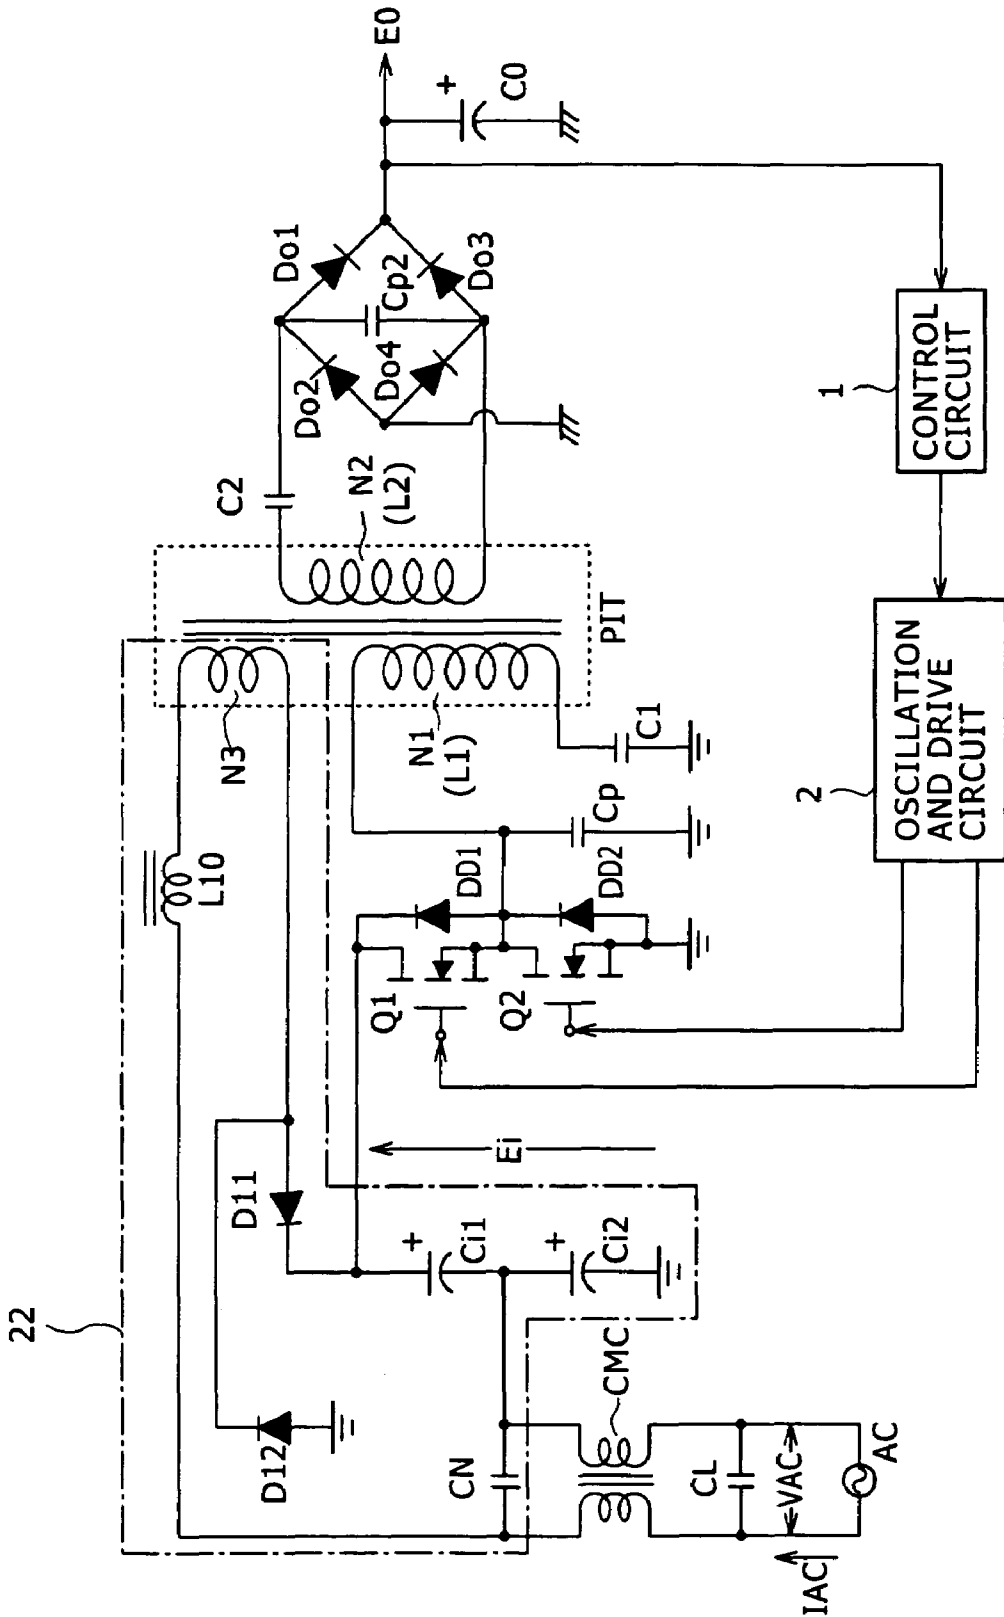 22
L10
N3
D11
D12
CN
CMC
CL
VAC
AC
IAC
Ci1
+
Ci2
+
Ei
Q1
Q2
DD1
DD2
Cp
C1
N1
(L1)
PIT
N2
(L2)
C2
Do1
Do2
Do3
Do4
Cp2
E0
+
C0
1
CONTROL
CIRCUIT
2
OSCILLATION
AND DRIVE
CIRCUIT